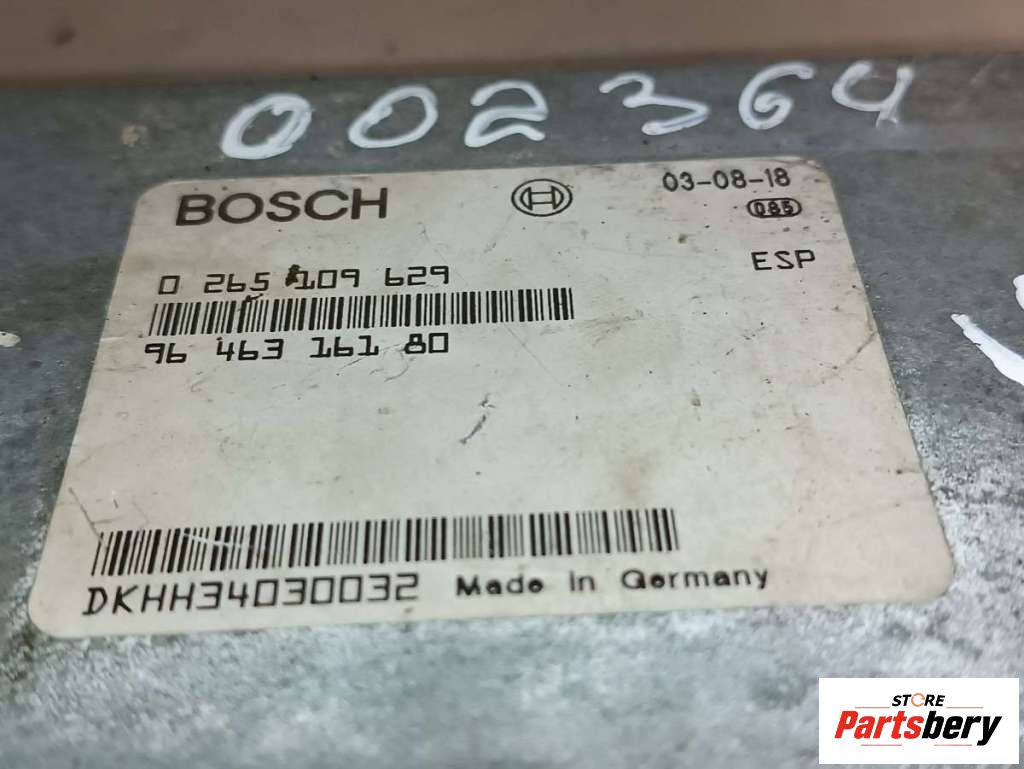 002364
BOSCH
03-08-18
085
0 265 109 629
ESP
96 463 161 80
DKHH34030032 Made in Germany
STORE
Partsbery